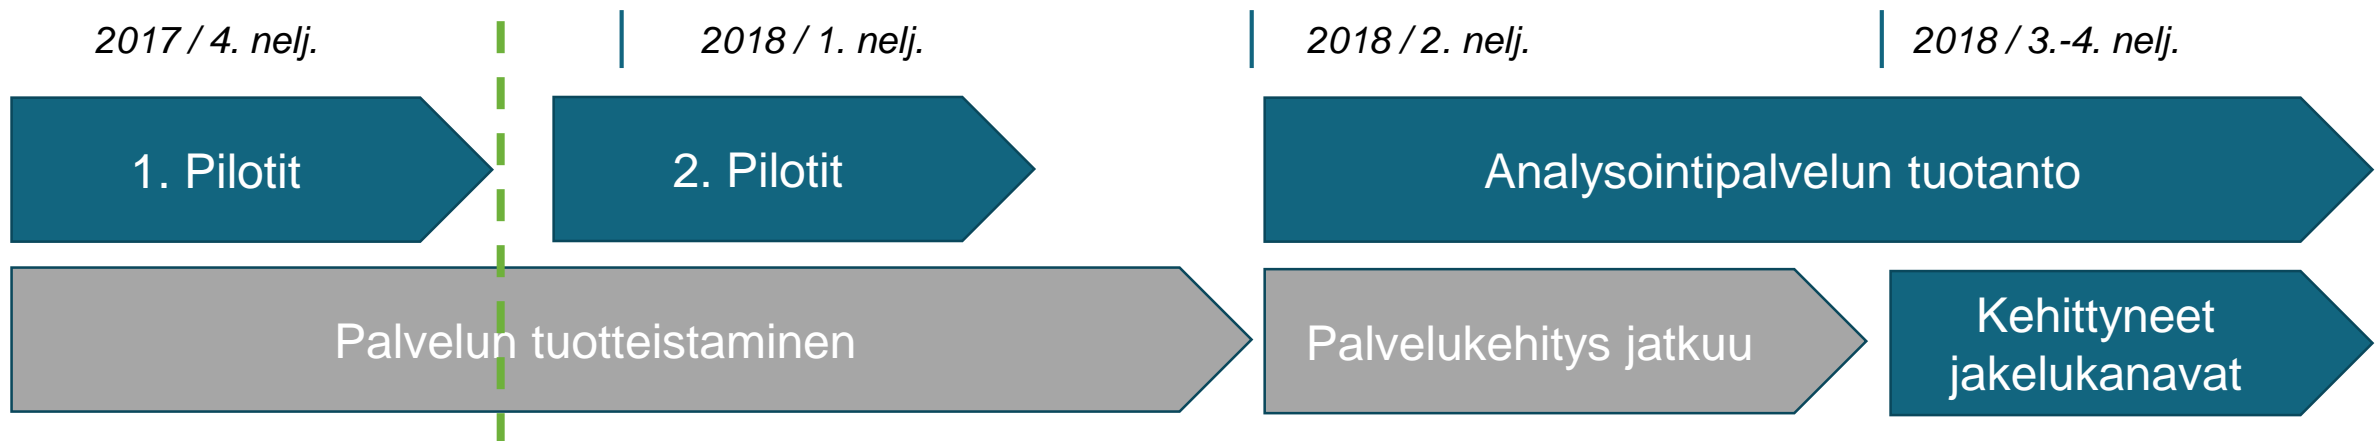 2017 / 4. nelj.
2018 / 1. nelj.
2018 / 2. nelj.
2018 / 3.-4. nelj.
1. Pilotit
2. Pilotit
Analysointipalvelun tuotanto
Palvelun tuotteistaminen
Palvelukehitys jatkuu
Kehittyneet
jakelukanavat